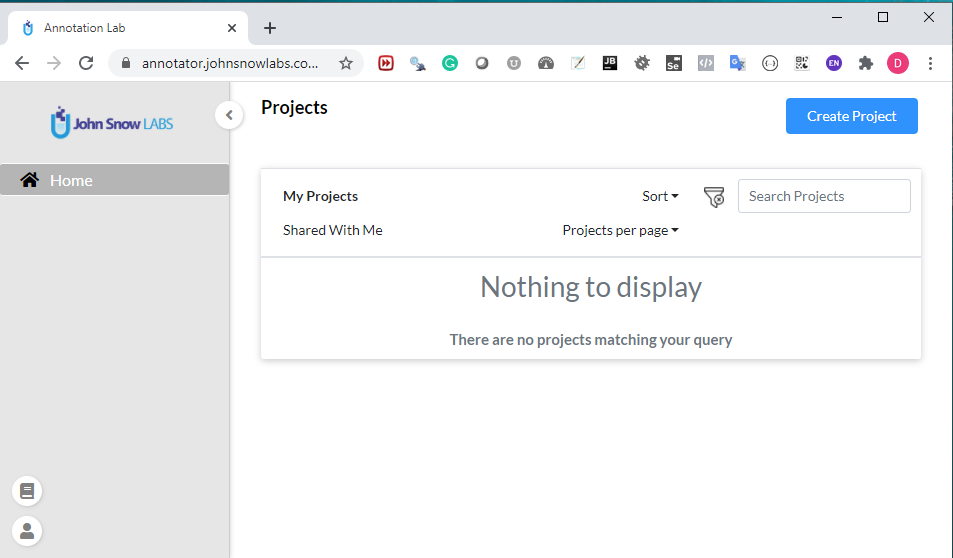 Annotation Lab
annotator.johnsnowlabs.co...
JB
Se
EN
D
John Snow LABS
Projects
Create Project
Home
My Projects
Sort
Search Projects
Shared With Me
Projects per page
Nothing to display
There are no projects matching your query